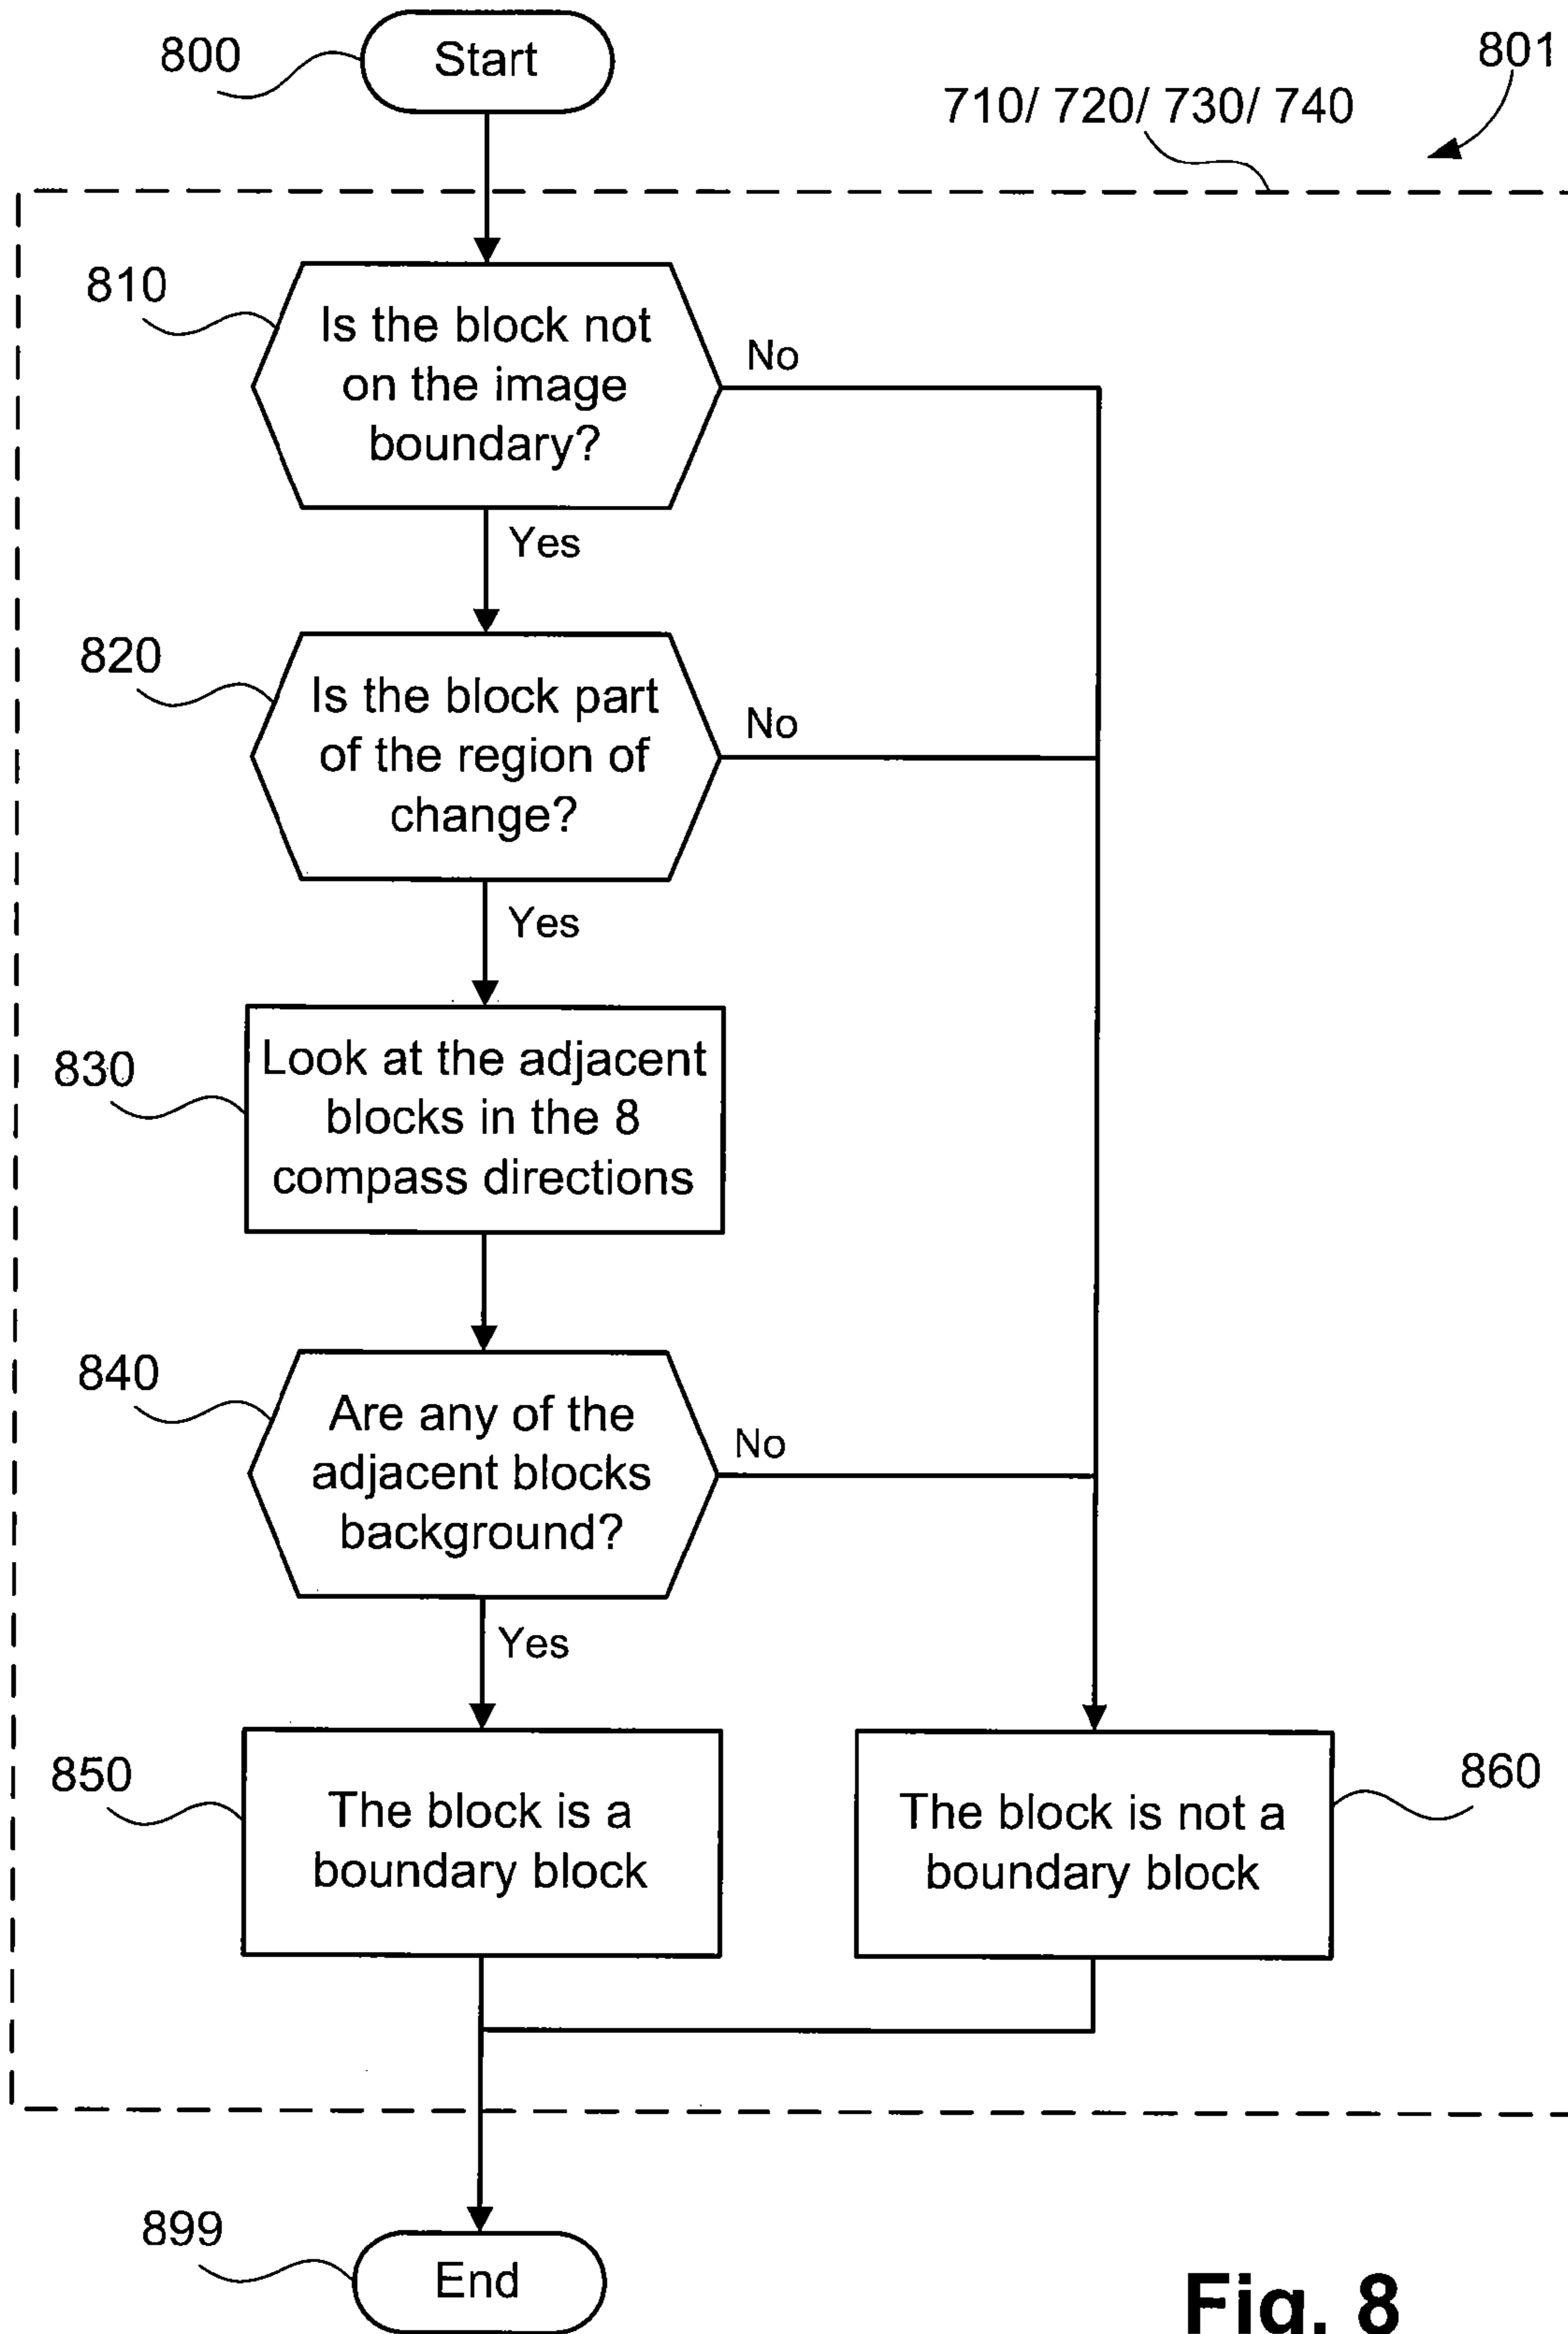 800
Start
801
710/ 720/ 730/ 740
810
Is the block not
on the image
boundary?
No
Yes
820
Is the block part
of the region of
change?
No
Yes
830
Look at the adjacent
blocks in the 8
compass directions
840
Are any of the
adjacent blocks
background?
No
Yes
850
The block is a
boundary block
The block is not a
boundary block
860
899
End
Fig. 8